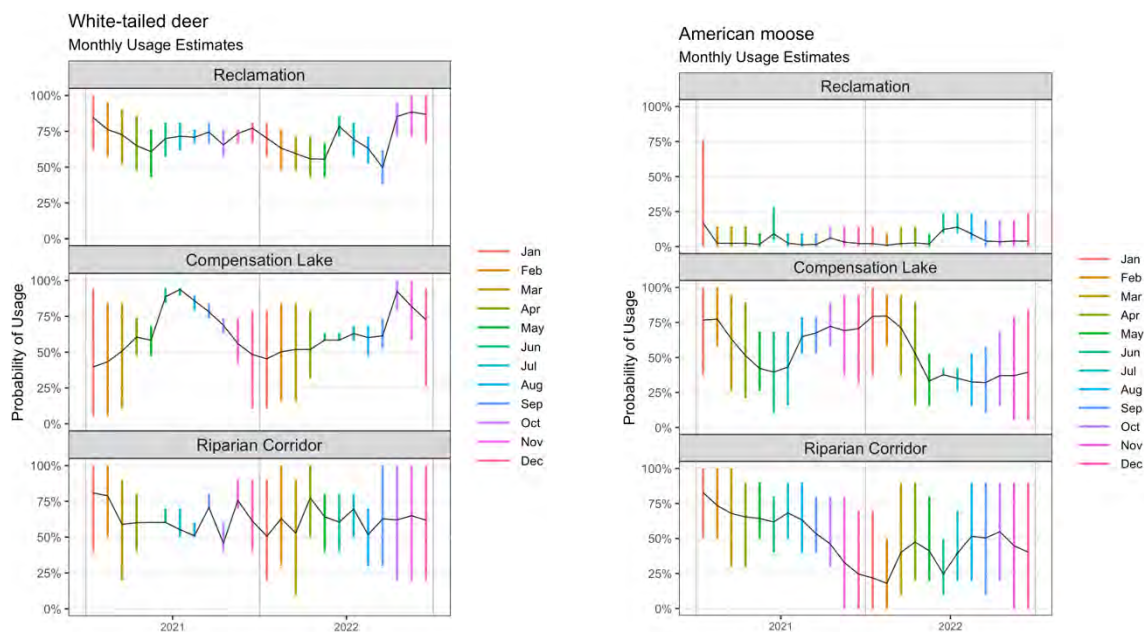 White-tailed deer
Monthly Usage Estimates
Reclamation
100%
75%
50%
25%
0%
Compensation Lake
100%
75%
50%
25%
0%
Riparian Corridor
100%
75%
50%
25%
0%
2021
2022
Probability of Usage
Jan
Feb
Mar
Apr
May
Jun
Jul
Aug
Sep
Oct
Nov
Dec
American moose
Monthly Usage Estimates
Reclamation
100%
75%
50%
25%
0%
Compensation Lake
100%
75%
50%
25%
0%
Riparian Corridor
100%
75%
50%
25%
0%
2021
2022
Probability of Usage
Jan
Feb
Mar
Apr
May
Jun
Jul
Aug
Sep
Oct
Nov
Dec